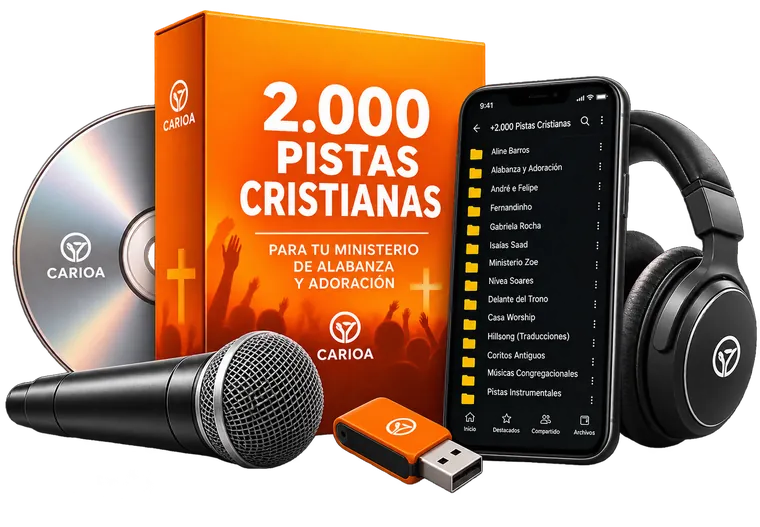 CARIOA
CARIOA
2.000
PISTAS
CRISTIANAS
PARA TU MINISTERIO
DE ALABANZA
Y ADORACIÓN
CARIOA
9:41
+2.000 Pistas Cristianas
Aline Barros
Alabanza y Adoración
André e Felipe
Fernandinho
Gabriela Rocha
Isaías Saad
Ministerio Zoe
Nívea Soares
Delante del Trono
Casa Worship
Hillsong (Traducciones)
Coritos Antiguos
Músicas Congregacionales
Pistas Instrumentales
Inicio Destacados Compartido Archivos